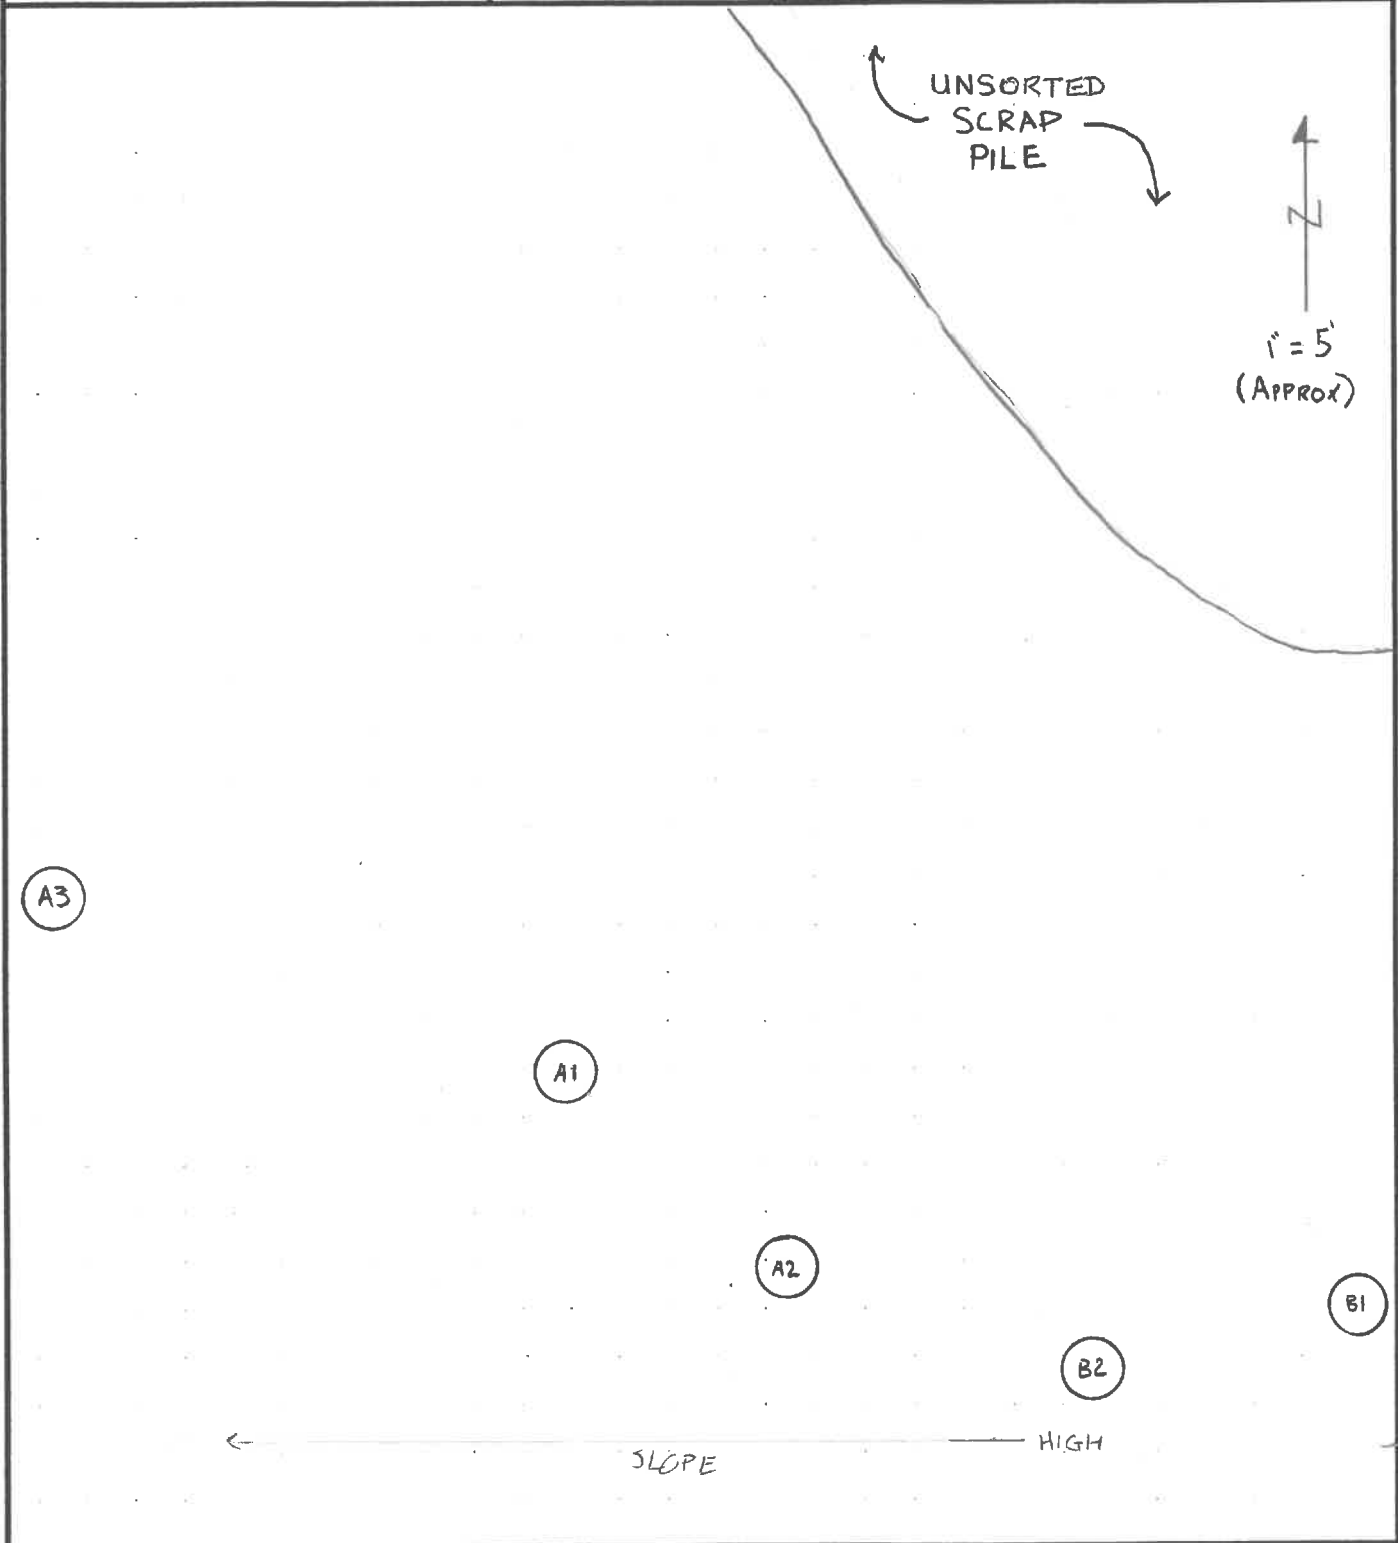 UNSORTED
SCRAP
PILE
N
1" = 5'
(APPROX)
A3
A1
A2
B1
B2
HIGH
SLOPE